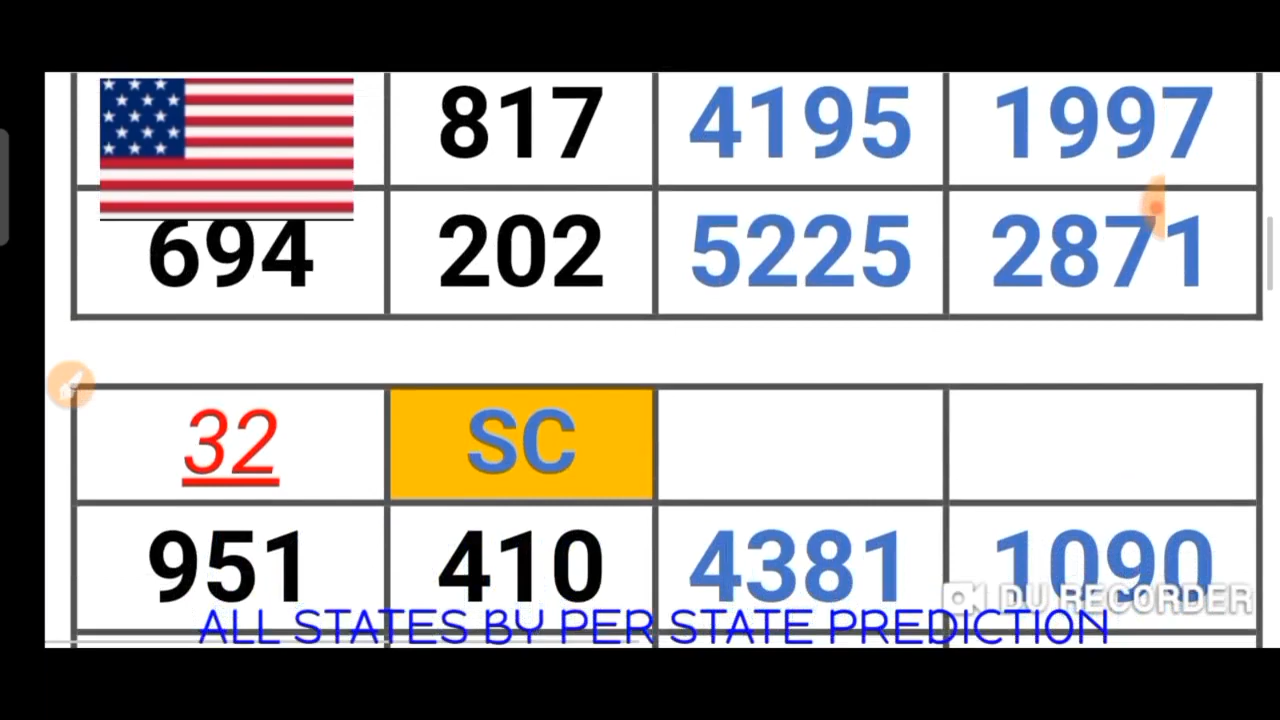 817 4195 1997
694 202 5225 2871
32 SC
951 410 4381 1090
DU RECORDER
ALL STATES BY PER STATE PREDICTION